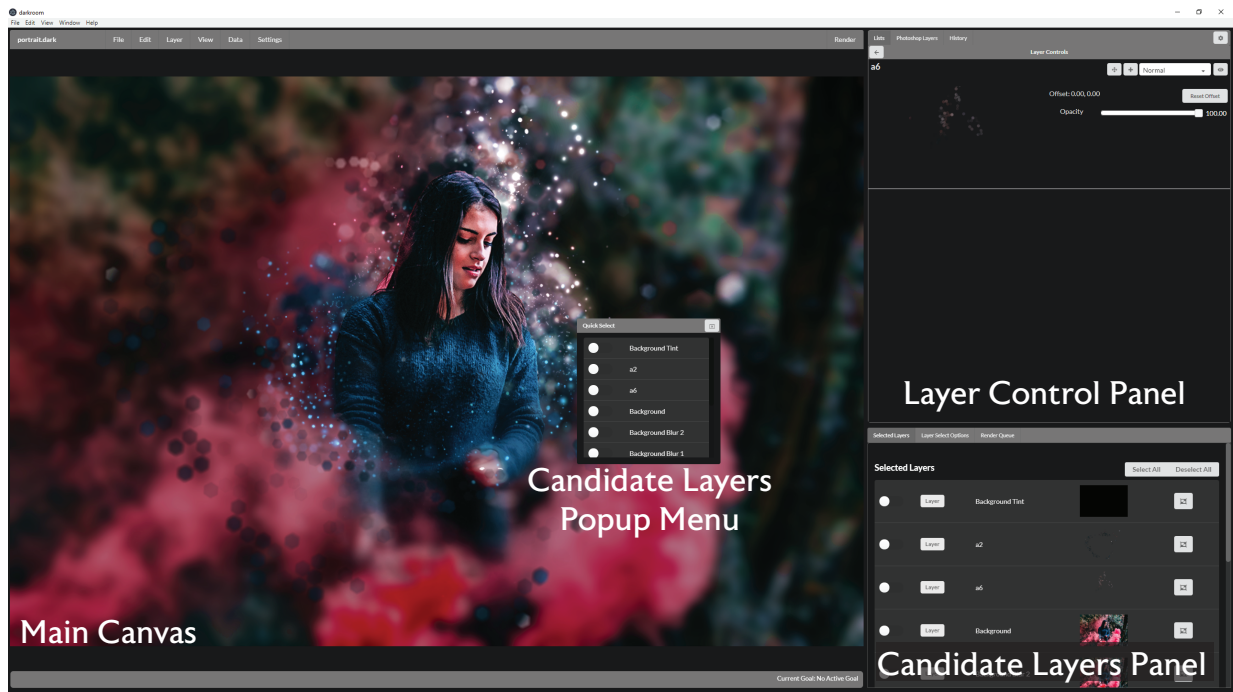 darkroom
File Edit View Window Help
portrait.dark File Edit Layer View Data Settings Render
Lists Photoshop Layers History
Layer Controls
a6
Normal
Offset: 0.00, 0.00
Reset Offset
Opacity
100.00
Layer Control Panel
Quick Select
Background Tint
a2
a6
Background
Background Blur 2
Background Blur 1
Candidate Layers
Popup Menu
Selected Layers Layer Select Options Render Queue
Selected Layers
Select All Deselect All
Layer Background Tint
Layer a2
Layer a6
Layer Background
Candidate Layers Panel
Main Canvas
Current Goal: No Active Goal